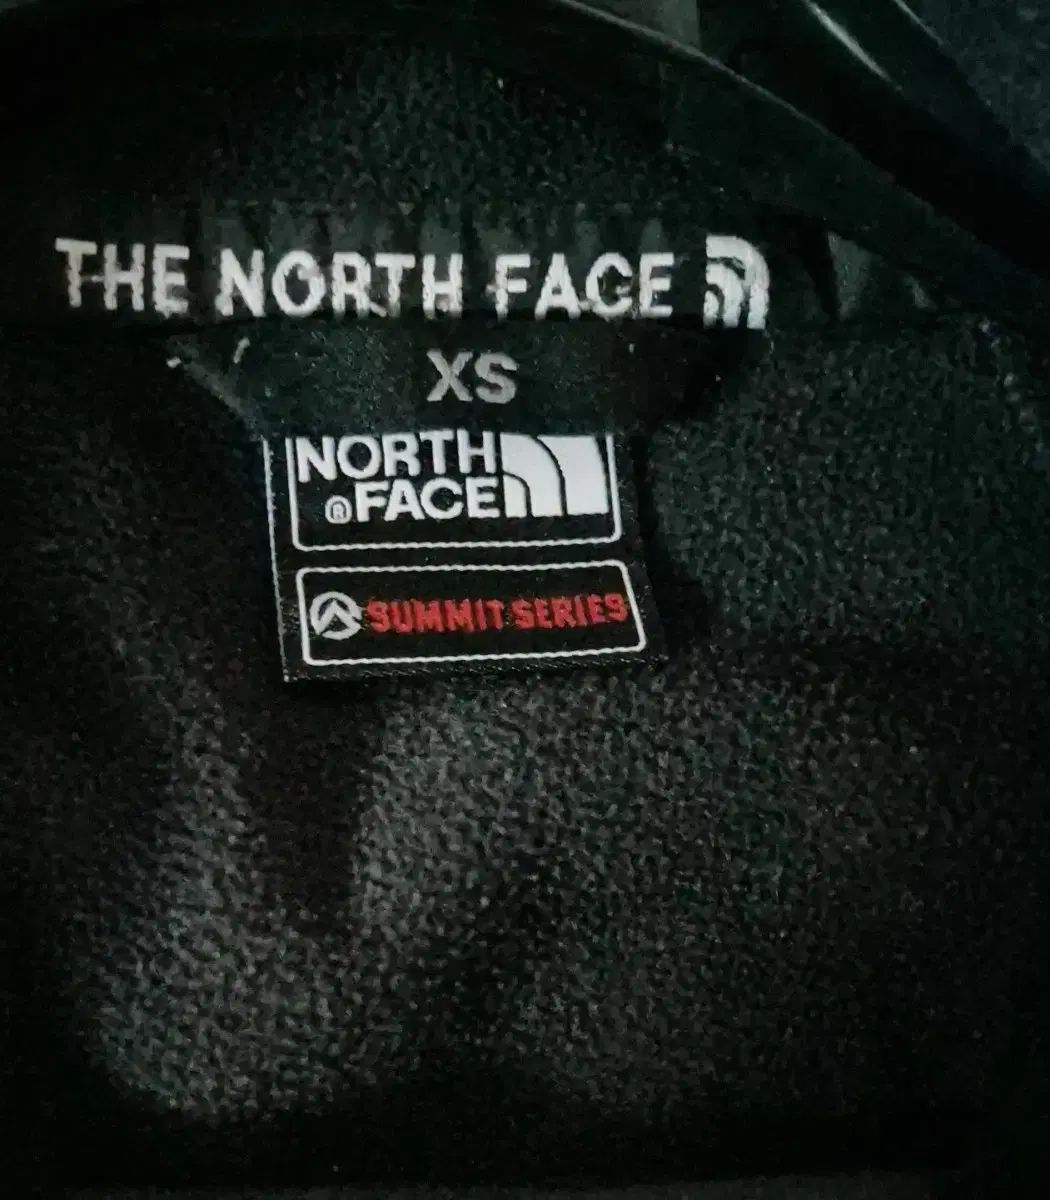 THE NORTH FACE
XS
NORTH
® FACE
SUMMIT SERIES